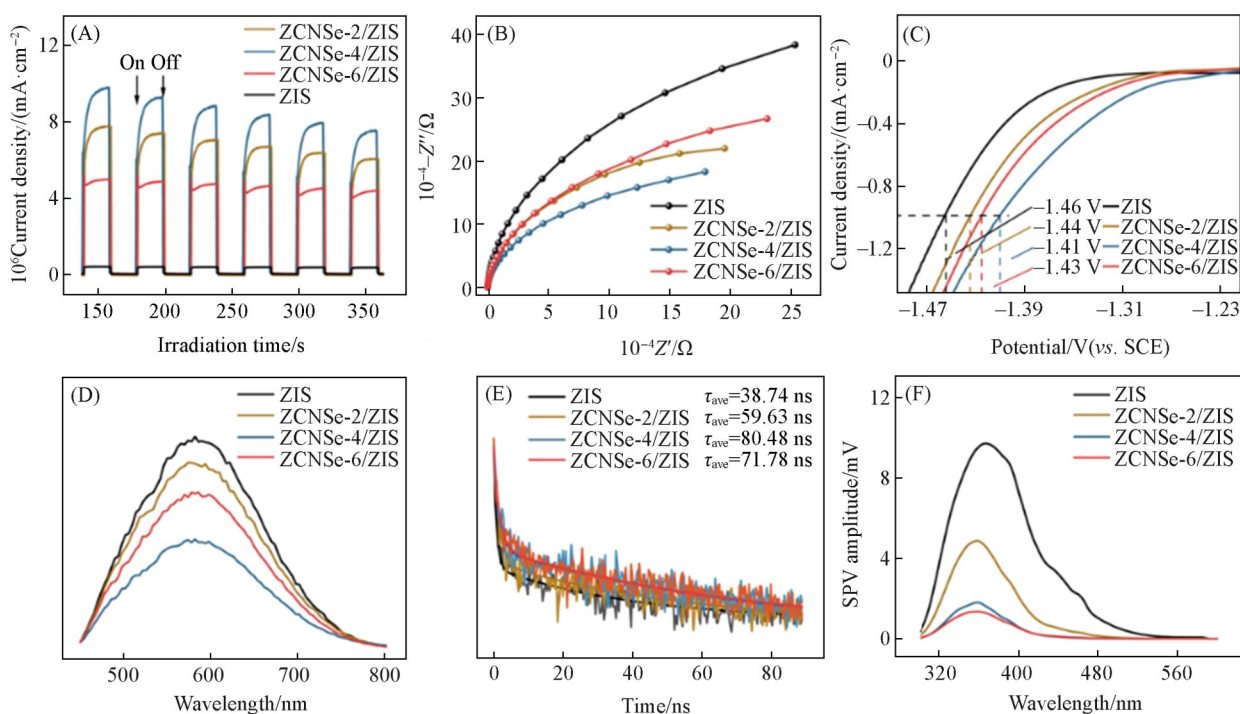 (A)
ZCNSe-2/ZIS
ZCNSe-4/ZIS
ZCNSe-6/ZIS
ZIS
On Off
12
8
4
0
10⁶Current density/(mA·cm⁻²)
150 200 250 300 350
Irradiation time/s
(B)
40
30
20
10
0
10⁻⁴−Z″/Ω
ZIS
ZCNSe-2/ZIS
ZCNSe-4/ZIS
ZCNSe-6/ZIS
0 5 10 15 20 25
10⁻⁴Z′/Ω
(C)
0
−0.4
−0.8
−1.2
Current density/(mA·cm⁻²)
−1.46 V ZIS
−1.44 V ZCNSe-2/ZIS
−1.41 V ZCNSe-4/ZIS
−1.43 V ZCNSe-6/ZIS
−1.47 −1.39 −1.31 −1.23
Potential/V(vs. SCE)
(D)
ZIS
ZCNSe-2/ZIS
ZCNSe-4/ZIS
ZCNSe-6/ZIS
500 600 700 800
Wavelength/nm
(E)
ZIS τave=38.74 ns
ZCNSe-2/ZIS τave=59.63 ns
ZCNSe-4/ZIS τave=80.48 ns
ZCNSe-6/ZIS τave=71.78 ns
0 20 40 60 80
Time/ns
(F)
12
8
4
0
SPV amplitude/mV
ZIS
ZCNSe-2/ZIS
ZCNSe-4/ZIS
ZCNSe-6/ZIS
320 400 480 560
Wavelength/nm